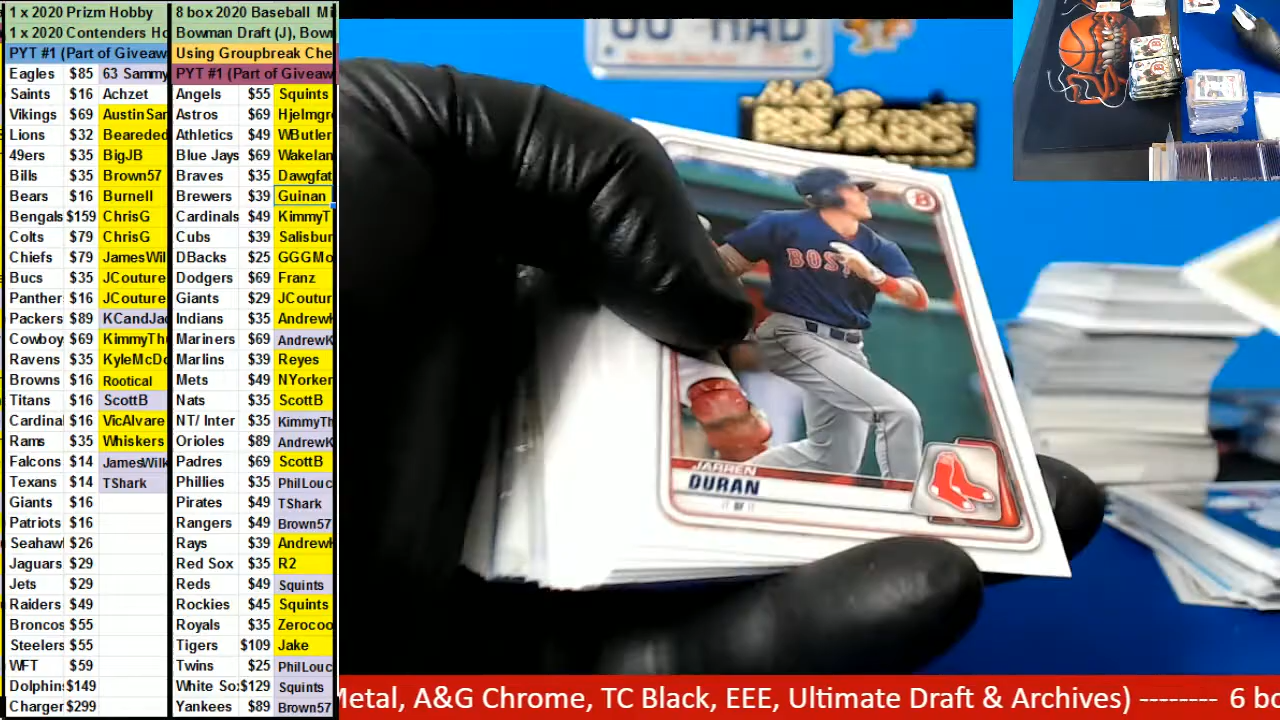 1 x 2020 Prizm Hobby
1 x 2020 Contenders Ho
PYT #1 (Part of Giveaw
Eagles $85 63 Sammy
Saints $16 Achzet
Vikings $69 AustinSar
Lions $32 Bearded
49ers $35 BigJB
Bills $35 Brown57
Bears $16 Burnell
Bengals $159 ChrisG
Colts $79 ChrisG
Chiefs $79 JamesWil
Bucs $35 JCouture
Panther $16 JCouture
Packers $89 KCandJac
Cowboy $69 KimmyTh
Ravens $35 KyleMcDo
Browns $16 Rootical
Titans $16 ScottB
Cardinal $16 VicAlvare
Rams $35 Whiskers
Falcons $14 JamesWilk
Texans $14 TShark
Giants $16
Patriots $16
Seahaw $26
Jaguars $29
Jets $29
Raiders $49
Broncos $55
Steelers $55
WFT $59
Dolphin $149
Charger $299
8 box 2020 Baseball Mi
Bowman Draft (J), Bow
Using Groupbreak Che
PYT #1 (Part of Giveaw
Angels $55 Squints
Astros $69 Hjelmgr
Athletics $49 WButler
Blue Jays $69 Wakelan
Braves $35 Dawgfat
Brewers $39 Guinan
Cardinals $49 KimmyT
Cubs $39 Salisbur
DBacks $25 GGGMo
Dodgers $69 Franz
Giants $29 JCoutur
Indians $35 AndrewK
Mariners $69 AndrewK
Marlins $39 Reyes
Mets $49 NYorker
Nats $35 ScottB
NT/ Inter $35 KimmyTh
Orioles $89 AndrewK
Padres $69 ScottB
Phillies $35 PhilLouc
Pirates $49 TShark
Rangers $49 Brown57
Rays $39 AndrewK
Red Sox $35 R2
Reds $49 Squints
Rockies $45 Squints
Royals $35 Zerocoo
Tigers $109 Jake
Twins $25 PhilLouc
White So $129 Squints
Yankees $89 Brown57
B
BOS
JARREN
DURAN
Metal, A&G Chrome, TC Black, EEE, Ultimate Draft & Archives) -------- 6 bo